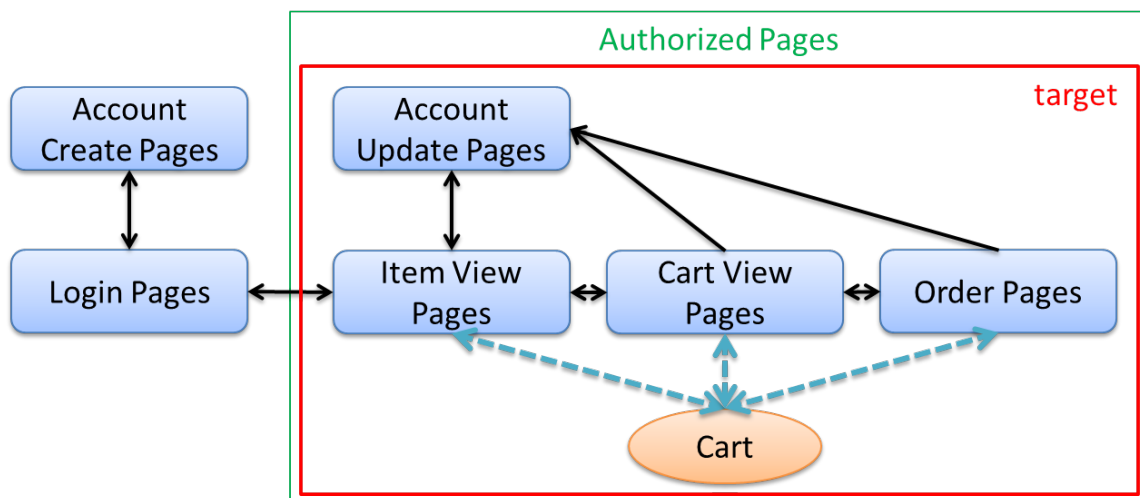 Authorized Pages
target
Account
Create Pages
Account
Update Pages
Login Pages
Item View
Pages
Cart View
Pages
Order Pages
Cart